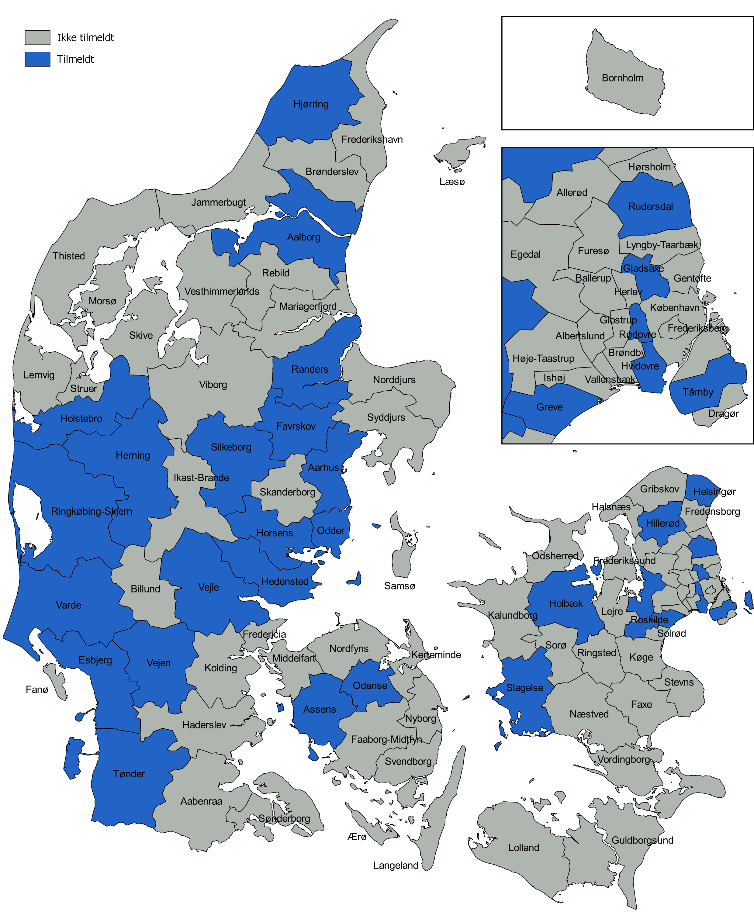 Ikke tilmeldt
Tilmeldt
Bornholm
Hjørring
Frederikshavn
Brønderslev
Læsø
Jammerbugt
Aalborg
Thisted
Rebild
Vesthimmerlands
Morsø
Mariagerfjord
Skive
Lemvig
Struer
Viborg
Randers
Norddjurs
Syddjurs
Holstebro
Favrskov
Silkeborg
Herning
Aarhus
Ikast-Brande
Skanderborg
Ringkøbing-Skjern
Horsens
Odder
Samsø
Hedensted
Billund
Vejle
Varde
Fredericia
Esbjerg
Vejen
Kolding
Fanø
Middelfart
Nordfyns
Kerteminde
Odense
Assens
Nyborg
Haderslev
Faaborg-Midtfyn
Svendborg
Tønder
Aabenraa
Sønderborg
Ærø
Langeland
Hørsholm
Allerød
Rudersdal
Egedal
Furesø
Lyngby-Taarbæk
Gladsaxe
Ballerup
Gentofte
Herlev
København
Glostrup
Frederiksberg
Albertslund
Rødovre
Høje-Taastrup
Brøndby
Hvidovre
Ishøj
Vallensbæk
Tårnby
Greve
Dragør
Gribskov
Helsingør
Halsnæs
Fredensborg
Hillerød
Odsherred
Frederikssund
Holbæk
Kalundborg
Lejre
Roskilde
Solrød
Sorø
Ringsted
Køge
Stevns
Slagelse
Næstved
Faxe
Vordingborg
Lolland
Guldborgsund